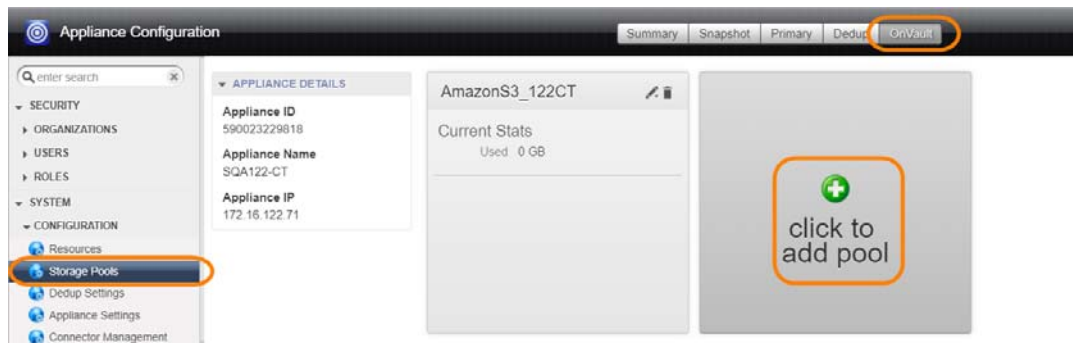 Appliance Configuration
Summary Snapshot Primary Dedup OnVault
enter search
SECURITY
ORGANIZATIONS
USERS
ROLES
SYSTEM
CONFIGURATION
Resources
Storage Pools
Dedup Settings
Appliance Settings
Connector Management
APPLIANCE DETAILS
Appliance ID
590023229818
Appliance Name
SQA122-CT
Appliance IP
172.16.122.71
AmazonS3_122CT
Current Stats
Used 0 GB
click to
add pool